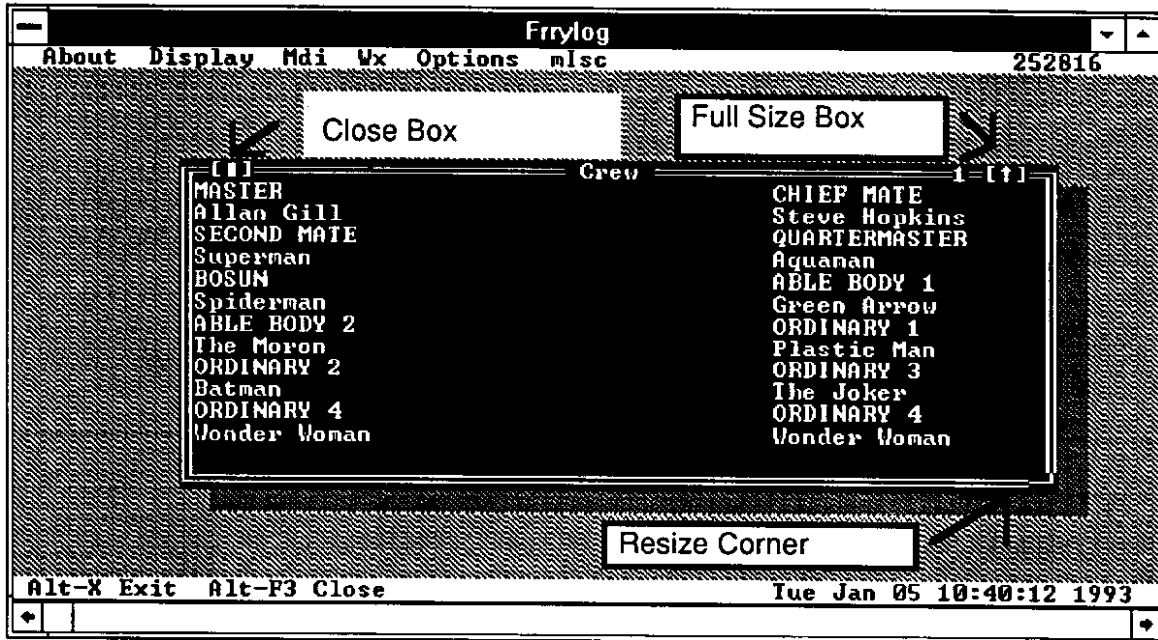 Frrylog
About Display Mdi Wx Options mIsc 252816
Close Box
Full Size Box
Crew 1 [↑]
MASTER CHIEF MATE
Allan Gill Steve Hopkins
SECOND MATE QUARTERMASTER
Superman Aquaman
BOSUN ABLE BODY 1
Spiderman Green Arrow
ABLE BODY 2 ORDINARY 1
The Moron Plastic Man
ORDINARY 2 ORDINARY 3
Batman The Joker
ORDINARY 4 ORDINARY 4
Wonder Woman Wonder Woman
Resize Corner
Alt-X Exit Alt-F3 Close Tue Jan 05 10:40:12 1993